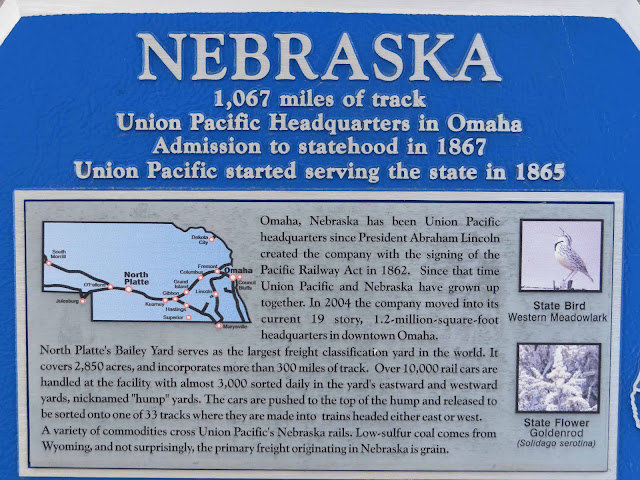 NEBRASKA
1,067 miles of track
Union Pacific Headquarters in Omaha
Admission to statehood in 1867
Union Pacific started serving the state in 1865
South
Morrill
Dakota
City
O'Fallons
North
Platte
Julesburg
Fremont
Columbus
Omaha
Grand
Island
Council
Bluffs
Gibbon
Lincoln
Kearney
Hastings
Superior
Marysville
Omaha, Nebraska has been Union Pacific
headquarters since President Abraham Lincoln
created the company with the signing of the
Pacific Railway Act in 1862. Since that time
Union Pacific and Nebraska have grown up
together. In 2004 the company moved into its
current 19 story, 1.2-million-square-foot
headquarters in downtown Omaha.
North Platte's Bailey Yard serves as the largest freight classification yard in the world. It
covers 2,850 acres, and incorporates more than 300 miles of track. Over 10,000 rail cars are
handled at the facility with almost 3,000 sorted daily in the yard's eastward and westward
yards, nicknamed "hump" yards. The cars are pushed to the top of the hump and released to
be sorted onto one of 33 tracks where they are made into trains headed either east or west.
A variety of commodities cross Union Pacific's Nebraska rails. Low-sulfur coal comes from
Wyoming, and not surprisingly, the primary freight originating in Nebraska is grain.
State Bird
Western Meadowlark
State Flower
Goldenrod
(Solidago serotina)